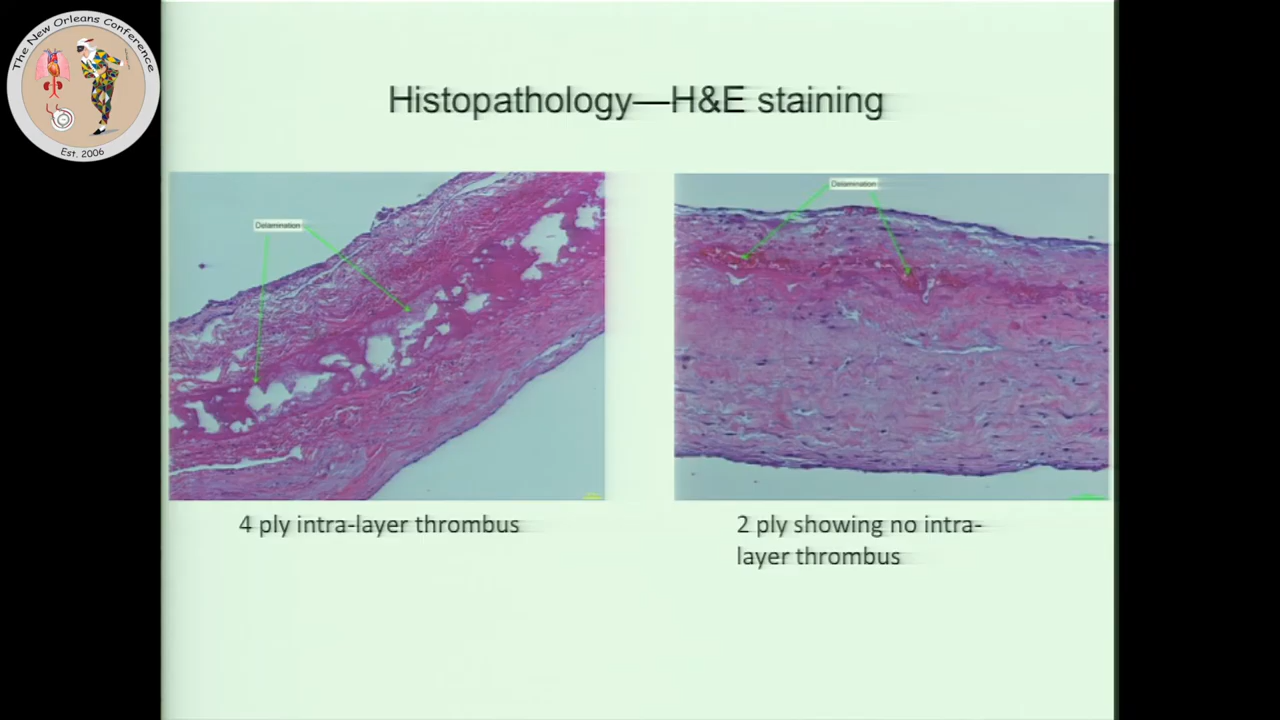 The New Orleans Conference
Est. 2006
Histopathology—H&E staining
Delamination
Delamination
4 ply intra-layer thrombus
2 ply showing no intra-
layer thrombus